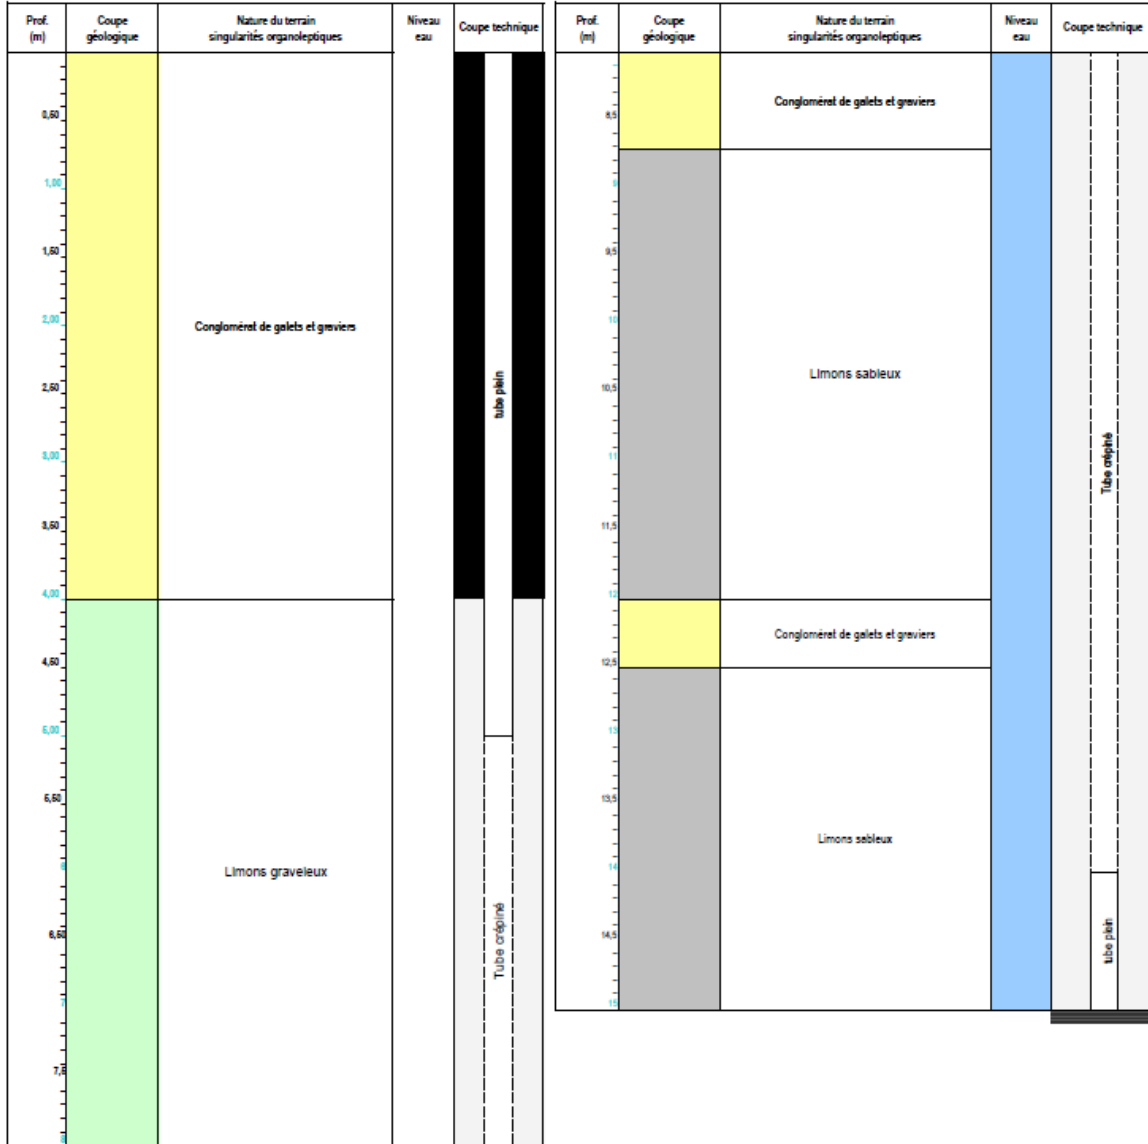 Prof.
(m)
Coupe
géologique
Nature du terrain
singularités organoleptiques
Niveau
eau
Coupe technique
0,50
1,00
1,50
2,00
Conglomérat de galets et graviers
2,50
tube plein
3,00
3,50
4,00
4,50
5,00
5,50
6
Limons graveleux
6,50
Tube crépiné
7
7,5
8
Prof.
(m)
Coupe
géologique
Nature du terrain
singularités organoleptiques
Niveau
eau
Coupe technique
Conglomérat de galets et graviers
8,5
9
9,5
10
Limons sableux
10,5
11
Tube crépiné
11,5
12
Conglomérat de galets et graviers
12,5
13
13,5
Limons sableux
14
14,5
tube plein
15